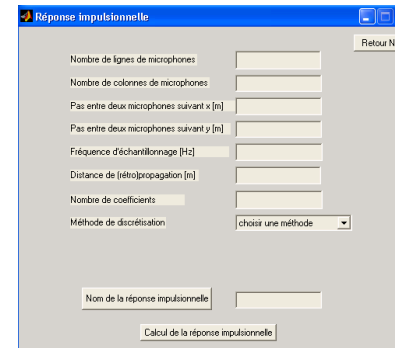 Réponse impulsionnelle
Retour N
Nombre de lignes de microphones
Nombre de colonnes de microphones
Pas entre deux microphones suivant x [m]
Pas entre deux microphones suivant y [m]
Fréquence d'échantillonnage [Hz]
Distance de (rétro)propagation [m]
Nombre de coefficients
Méthode de discrétisation
choisir une méthode
Nom de la réponse impulsionnelle
Calcul de la réponse impulsionnelle